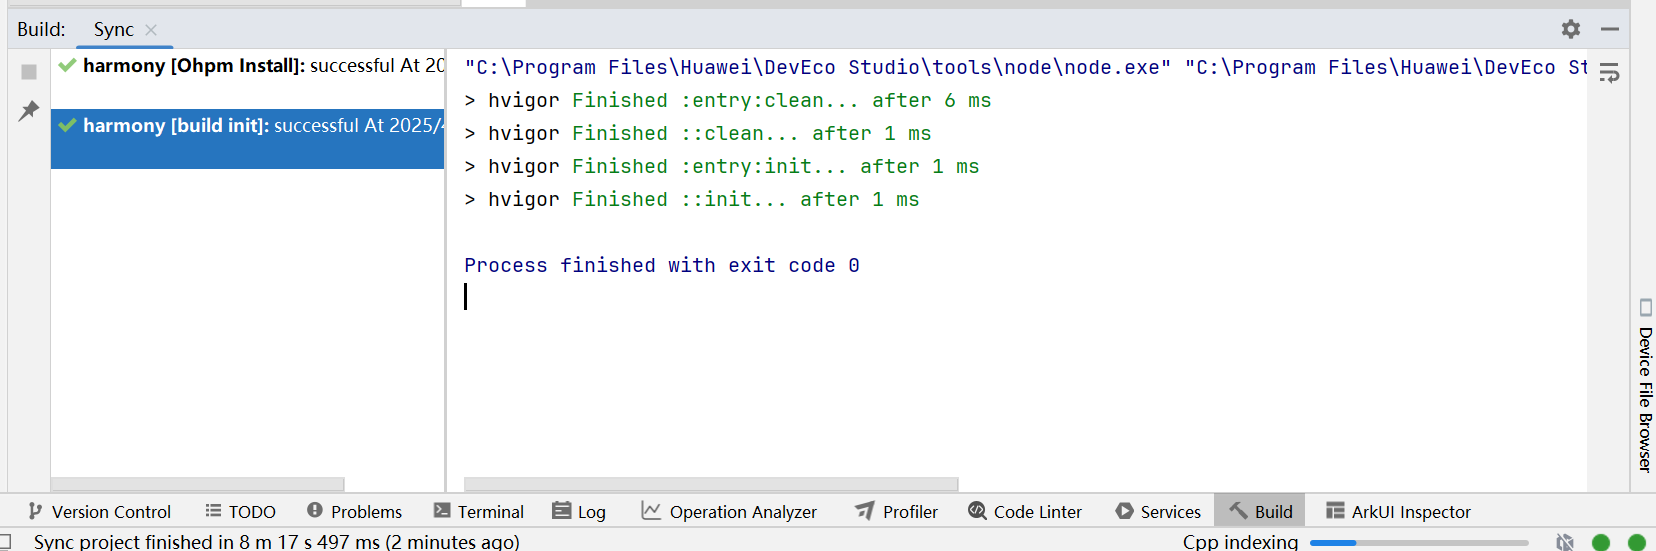 Build: Sync
harmony [Ohpm Install]: successful At 20
harmony [build init]: successful At 2025/4
"C:\Program Files\Huawei\DevEco Studio\tools\node\node.exe" "C:\Program Files\Huawei\DevEco St
> hvigor Finished :entry:clean... after 6 ms
> hvigor Finished ::clean... after 1 ms
> hvigor Finished :entry:init... after 1 ms
> hvigor Finished ::init... after 1 ms
Process finished with exit code 0
Device File Browser
Version Control TODO Problems Terminal Log Operation Analyzer Profiler Code Linter Services Build ArkUI Inspector
Sync project finished in 8 m 17 s 497 ms (2 minutes ago) Cpp indexing